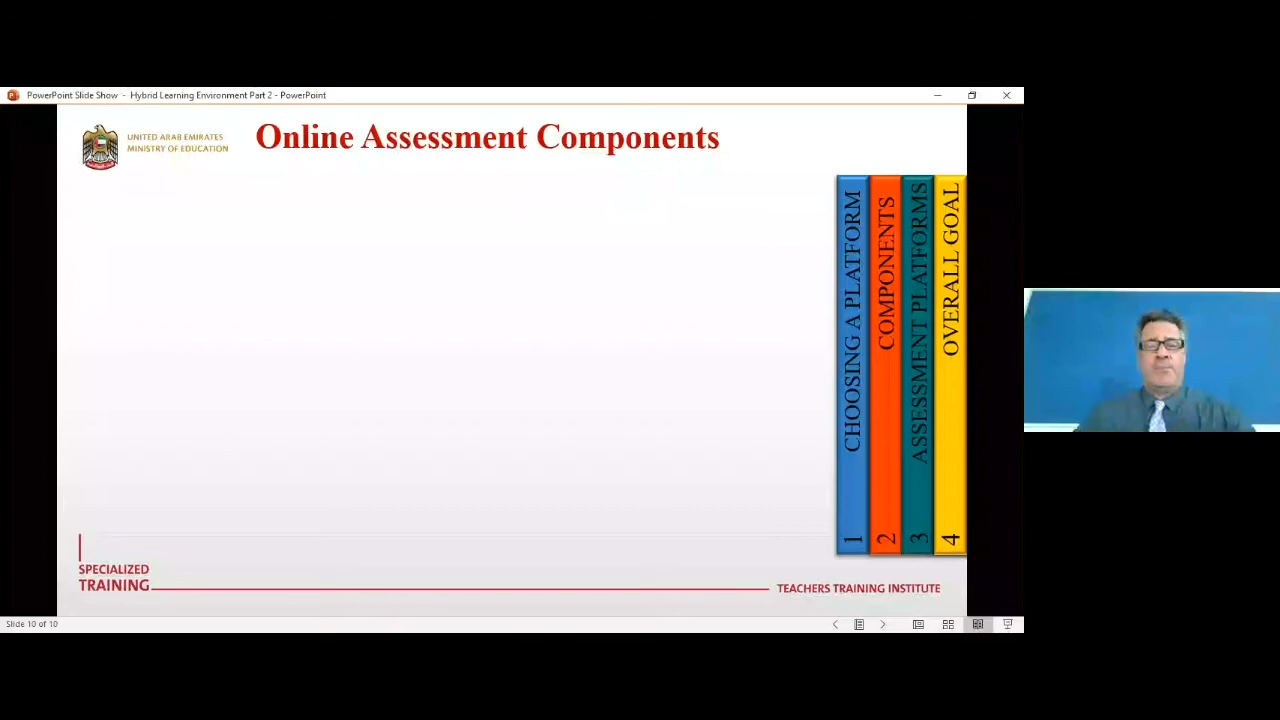 PowerPoint Slide Show - Hybrid Learning Environment Part 2 - PowerPoint
UNITED ARAB EMIRATES
MINISTRY OF EDUCATION
Online Assessment Components
1 CHOOSING A PLATFORM
2 COMPONENTS
3 ASSESSMENT PLATFORMS
4 OVERALL GOAL
SPECIALIZED
TRAINING
TEACHERS TRAINING INSTITUTE
Slide 10 of 10